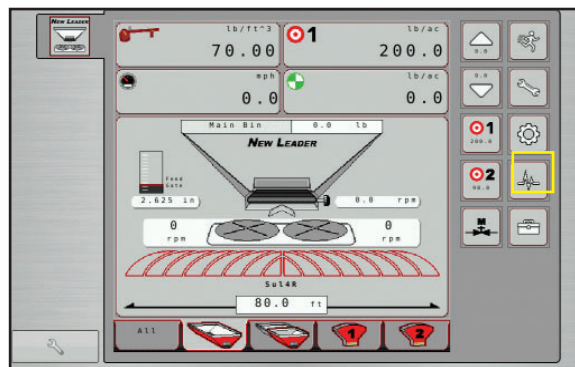 NEW LEADER
lb/ft^3
70.00
1
lb/ac
200.0
mph
0.0
lb/ac
0.0
0.0
0.0
1
200.0
2
90.0
M
Main Bin 0.0 lb
NEW LEADER
Feed
Gate
2.625 in
0.0 rpm
0
rpm
0
rpm
Sul4R
80.0 ft
All
1
2